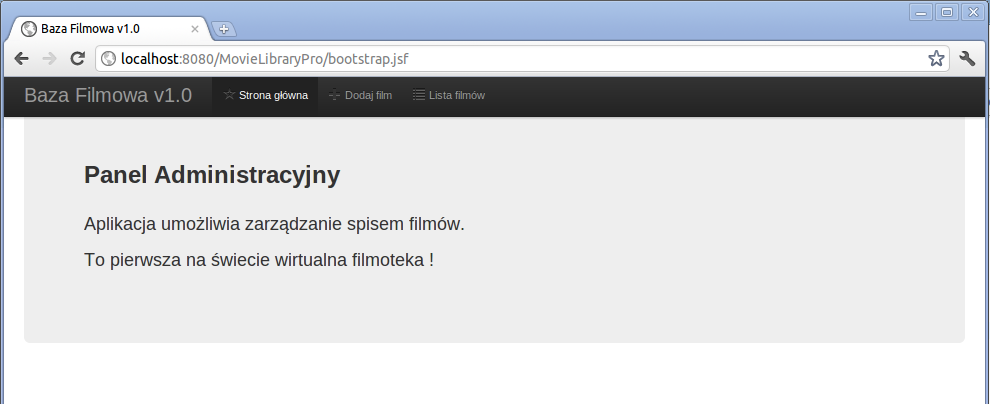 Baza Filmowa v1.0
localhost:8080/MovieLibraryPro/bootstrap.jsf
Baza Filmowa v1.0 Strona główna Dodaj film Lista filmów
Panel Administracyjny
Aplikacja umożliwia zarządzanie spisem filmów.
To pierwsza na świecie wirtualna filmoteka !